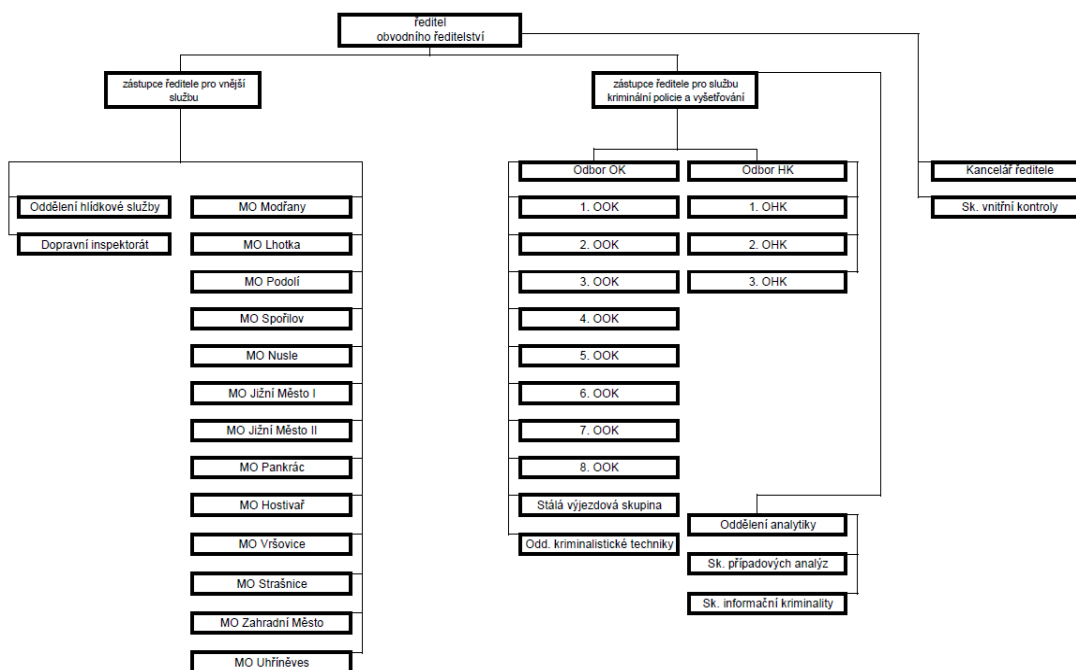 ředitel
obvodního ředitelství
zástupce ředitele pro vnější
službu
zástupce ředitele pro službu
kriminální policie a vyšetřování
Kancelář ředitele
Sk. vnitřní kontroly
Oddělení hlídkové služby
Dopravní inspektorát
MO Modřany
MO Lhotka
MO Podolí
MO Spořilov
MO Nusle
MO Jižní Město I
MO Jižní Město II
MO Pankrác
MO Hostivař
MO Vršovice
MO Strašnice
MO Zahradní Město
MO Uhříněves
Odbor OK
1. OOK
2. OOK
3. OOK
4. OOK
5. OOK
6. OOK
7. OOK
8. OOK
Stálá výjezdová skupina
Odd. kriminalistické techniky
Odbor HK
1. OHK
2. OHK
3. OHK
Oddělení analytiky
Sk. případových analýz
Sk. informační kriminality